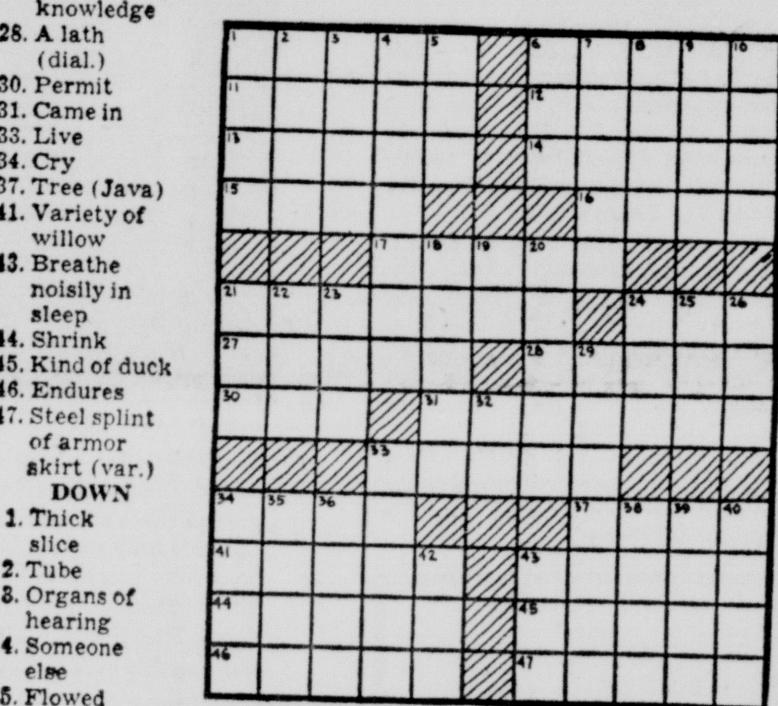 knowledge
28. A lath
(dial.)
30. Permit
31. Came in
33. Live
34. Cry
37. Tree (Java)
41. Variety of
willow
43. Breathe
noisily in
sleep
44. Shrink
45. Kind of duck
46. Endures
47. Steel splint
of armor
skirt (var.)
DOWN
1. Thick
slice
2. Tube
3. Organs of
hearing
4. Someone
else
5. Flowed
1 2 3 4 5 6 7 8 9 10
11 12
13 14
15 16
17 18 19 20
21 22 23 24 25 26
27 28 29
30 31 32
33
34 35 36 37 38 39 40
41 42 43
44 45
46 47